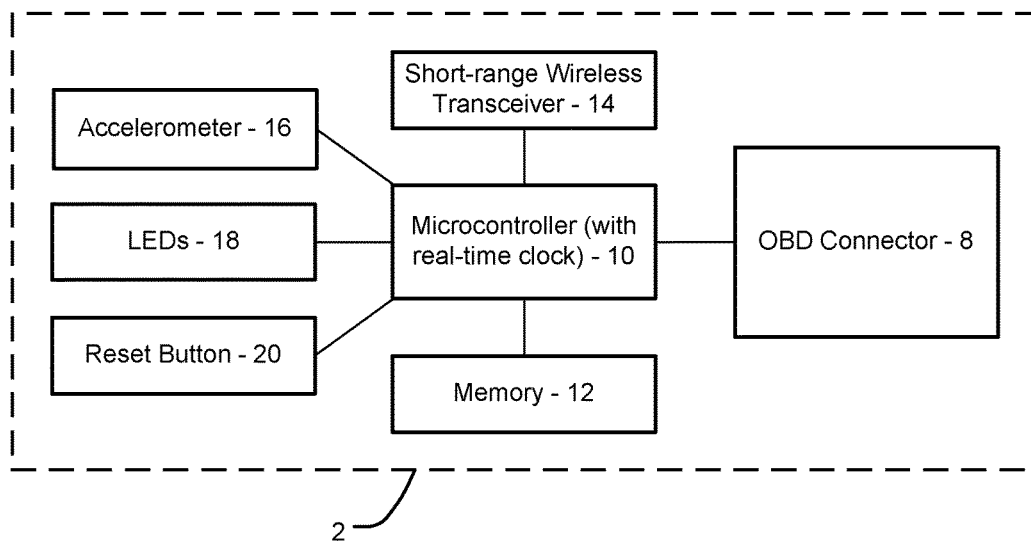 Short-range Wireless
Transceiver - 14
Accelerometer - 16
LEDs - 18
Microcontroller (with
real-time clock) - 10
OBD Connector - 8
Reset Button - 20
Memory - 12
2